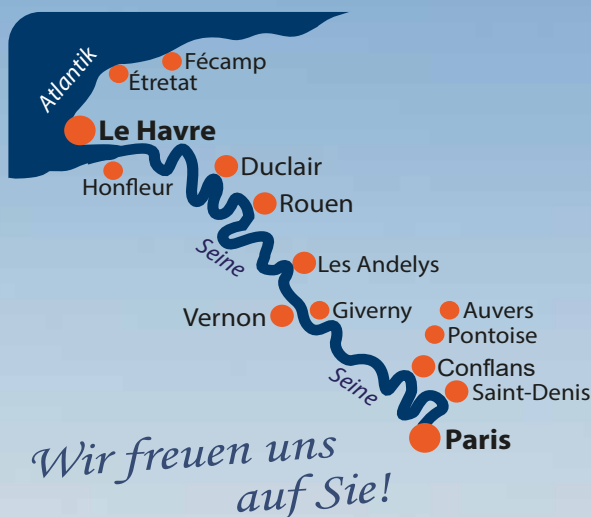 Atlantik
Fécamp
Étretat
Le Havre
Honfleur
Duclair
Rouen
Seine
Les Andelys
Vernon
Giverny
Auvers
Pontoise
Conflans
Seine
Saint-Denis
Paris
Wir freuen uns
auf Sie!